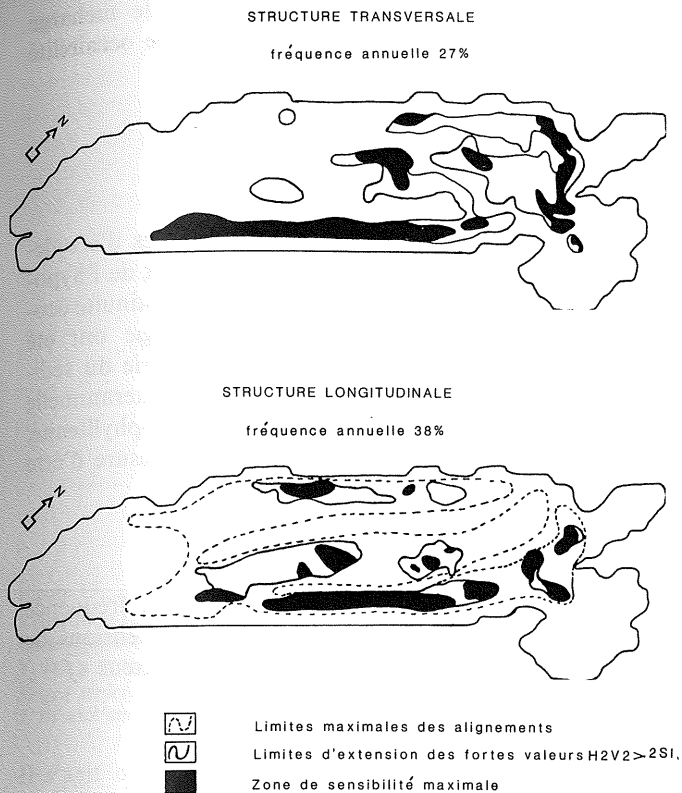 STRUCTURE TRANSVERSALE
fréquence annuelle 27%
N
STRUCTURE LONGITUDINALE
fréquence annuelle 38%
N
Limites maximales des alignements
Limites d'extension des fortes valeurs H2V2>2SI.
Zone de sensibilité maximale